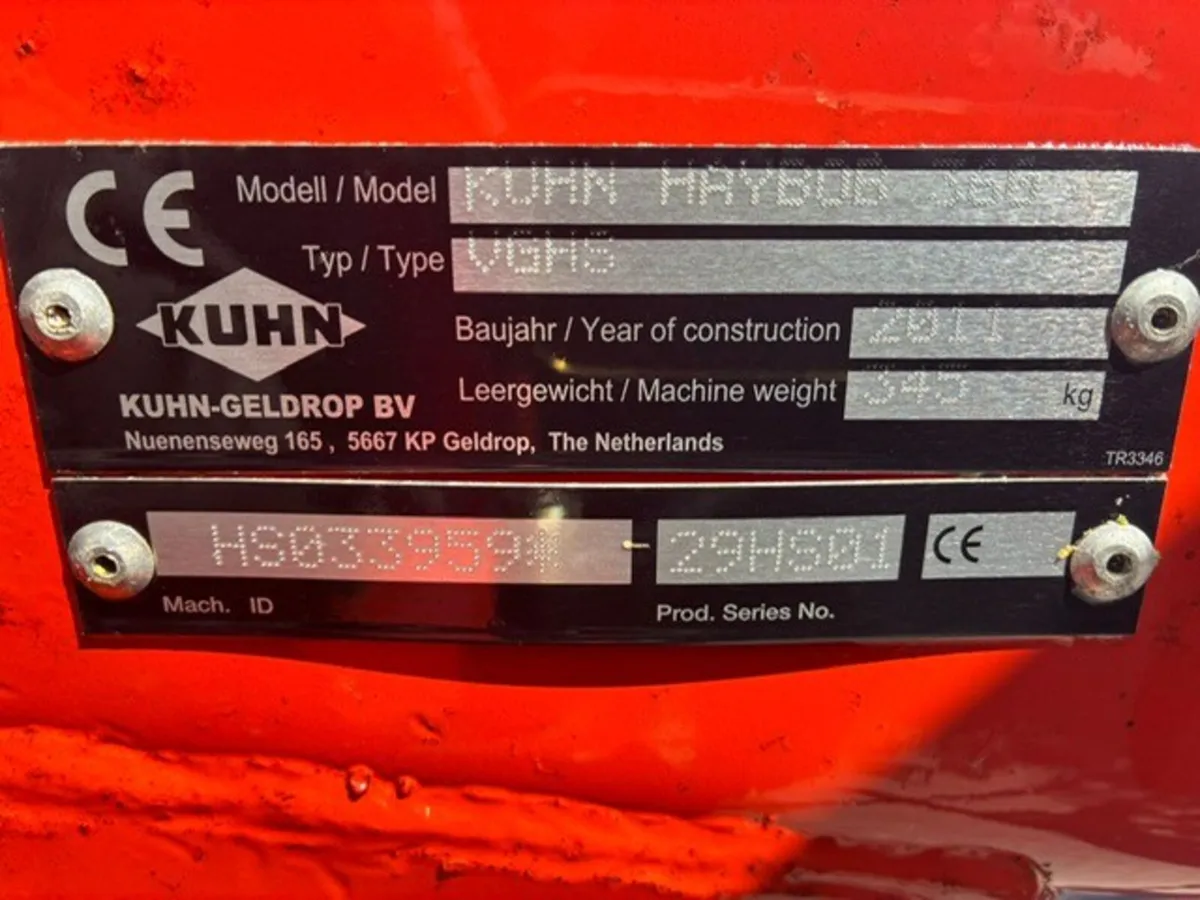 CE
Modell / Model KUHN HAYBOB 360
Typ / Type VGHS
KUHN
Baujahr / Year of construction 2011
Leergewicht / Machine weight 345 kg
KUHN-GELDROP BV
Nuenenseweg 165 , 5667 KP Geldrop, The Netherlands
TR3346
29HS01 CE
Mach. ID Prod. Series No.